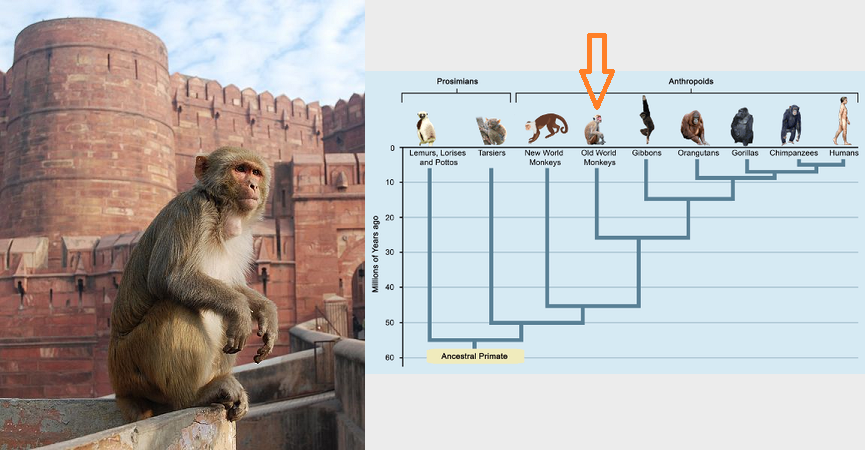 Prosimians
Anthropoids
Lemurs, Lorises
and Pottos
Tarsiers
New World
Monkeys
Old World
Monkeys
Gibbons
Orangutans
Gorillas
Chimpanzees
Humans
Millions of Years ago
0
10
20
30
40
50
60
Ancestral Primate